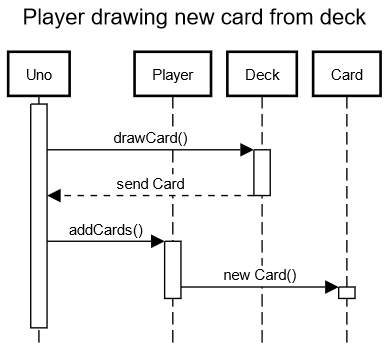 Player drawing new card from deck
Uno
Player
Deck
Card
drawCard()
send Card
addCards()
new Card()